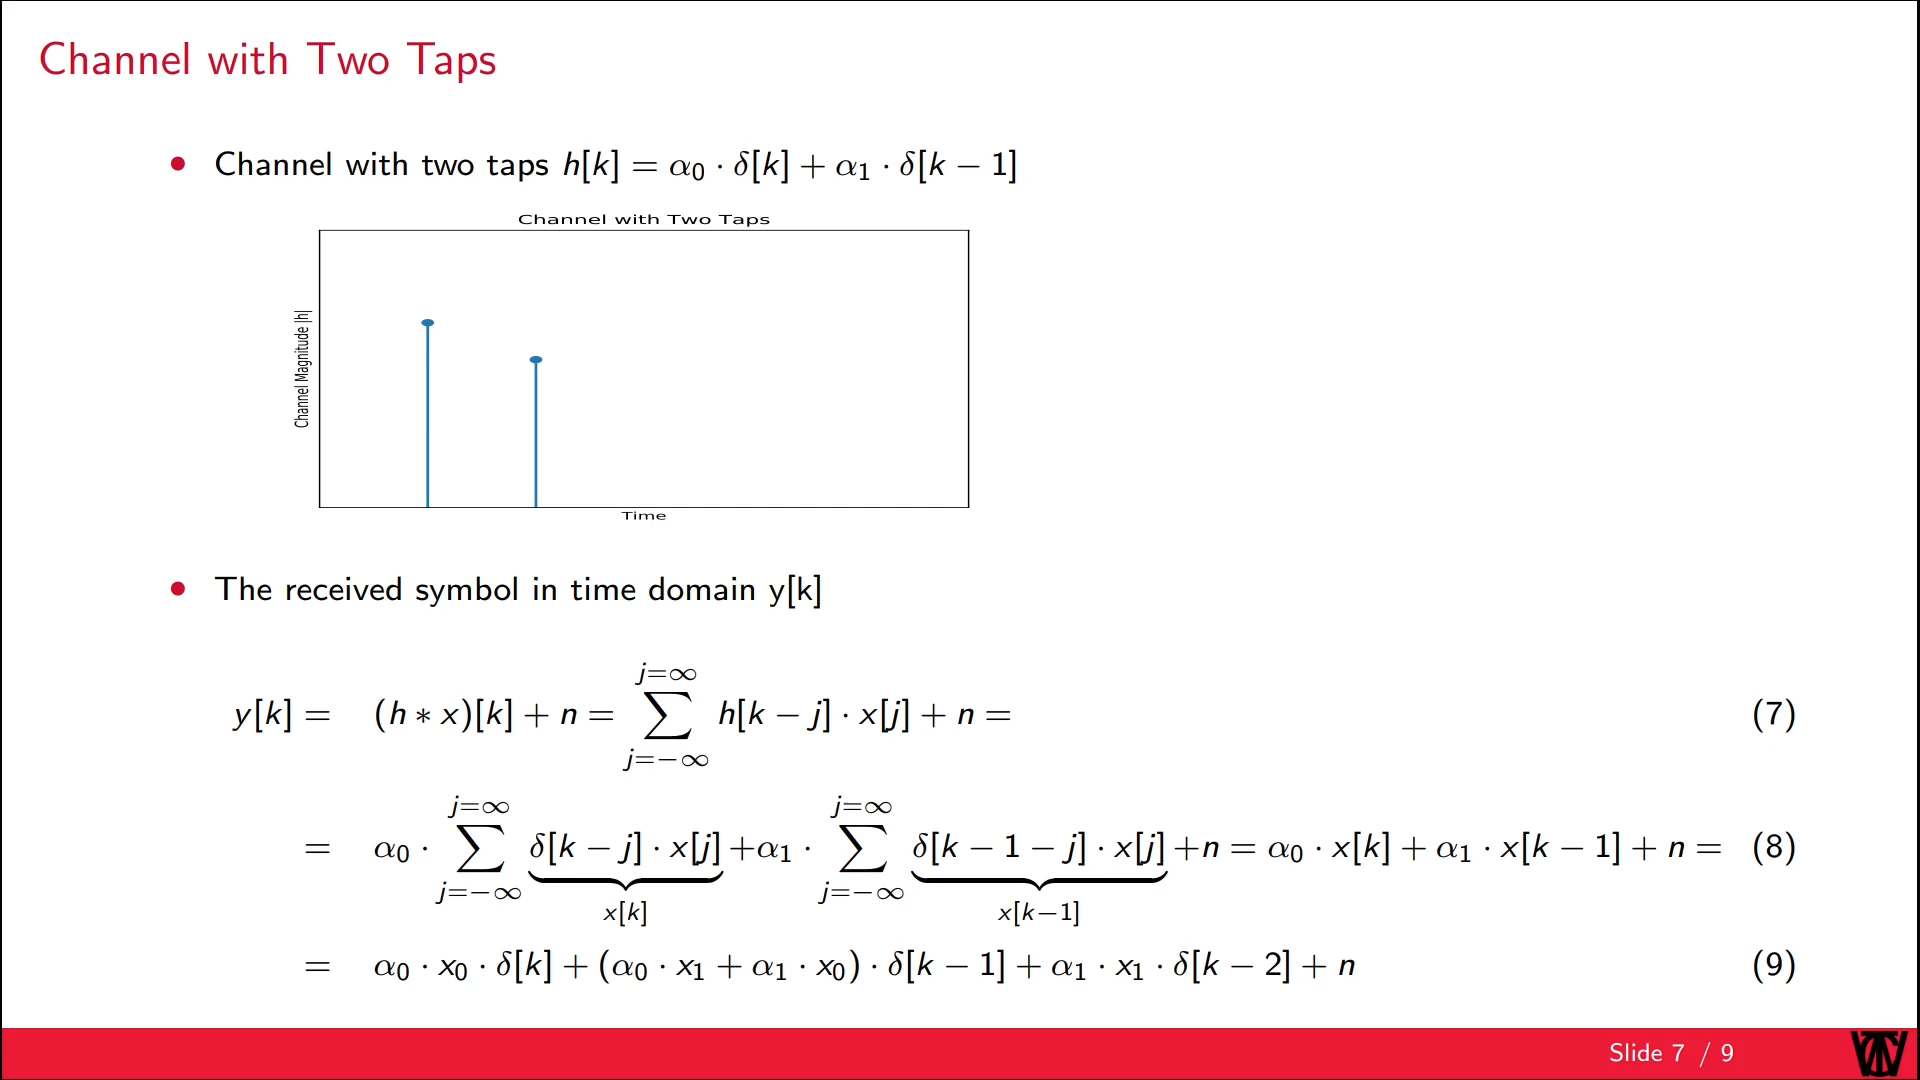 Channel with Two Taps
• Channel with two taps h[k] = α₀ · δ[k] + α₁ · δ[k − 1]
Channel with Two Taps
Channel Magnitude |h|
Time
• The received symbol in time domain y[k]
y[k] = (h ∗ x)[k] + n = ∑_{j=−∞}^{j=∞} h[k − j] · x[j] + n = (7)
= α₀ · ∑_{j=−∞}^{j=∞} \underbrace{δ[k − j] · x[j]}_{x[k]} + α₁ · ∑_{j=−∞}^{j=∞} \underbrace{δ[k − 1 − j] · x[j]}_{x[k−1]} + n = α₀ · x[k] + α₁ · x[k − 1] + n = (8)
= α₀ · x₀ · δ[k] + (α₀ · x₁ + α₁ · x₀) · δ[k − 1] + α₁ · x₁ · δ[k − 2] + n (9)
Slide 7 / 9